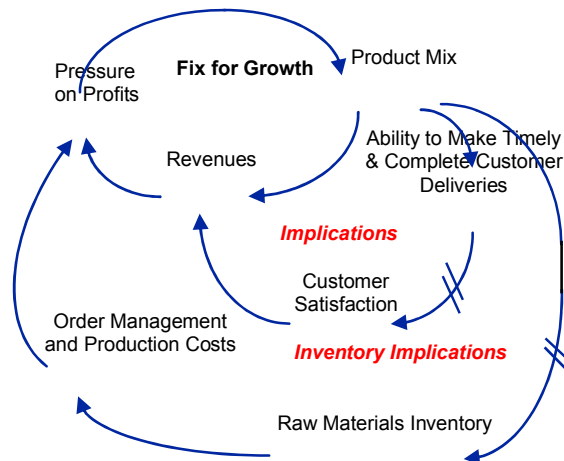 Product Mix
Fix for Growth
Pressure
on Profits
Ability to Make Timely
& Complete Customer
Deliveries
Revenues
Implications
Customer
Satisfaction
Order Management
and Production Costs
Inventory Implications
Raw Materials Inventory